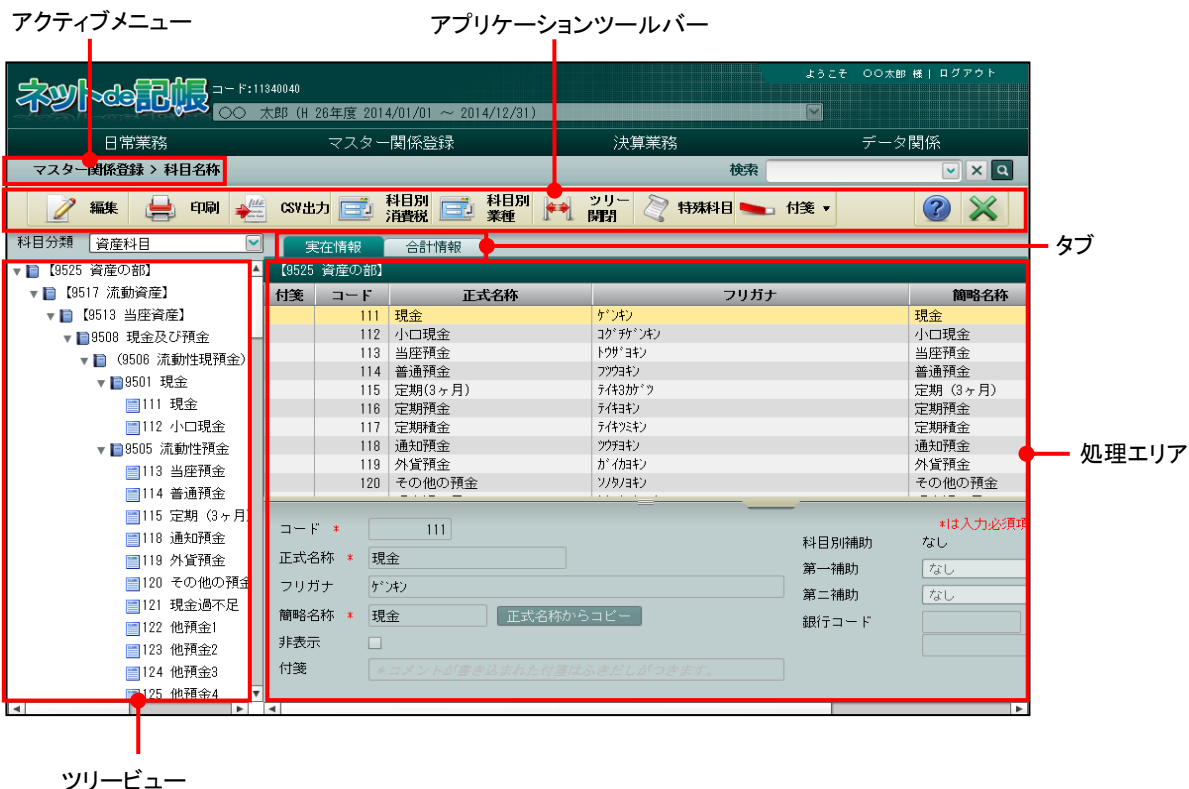 アクティブメニュー
アプリケーションツールバー
ようこそ 〇〇太郎 様 | ログアウト
ネットde記帳 コード:11340040
〇〇 太郎 (H 26年度 2014/01/01 ~ 2014/12/31)
日常業務 マスター関係登録 決算業務 データ関係
マスター関係登録 > 科目名称 検索
編集 印刷 CSV出力 科目別消費税 科目別業種 ツリー開閉 特殊科目 付箋 ▼
科目分類 資産科目 実在情報 合計情報
タブ
【9525 資産の部】
【9517 流動資産】
【9513 当座資産】
9508 現金及び預金
(9506 流動性現預金)
9501 現金
111 現金
112 小口現金
9505 流動性預金
113 当座預金
114 普通預金
115 定期 (3ヶ月)
118 通知預金
119 外貨預金
120 その他の預金
121 現金過不足
122 他預金1
123 他預金2
124 他預金3
125 他預金4
【9525 資産の部】
付箋 コード 正式名称 フリガナ 簡略名称
111 現金 ゲンキン 現金
112 小口現金 コグチゲンキン 小口現金
113 当座預金 トウザヨキン 当座預金
114 普通預金 フツウヨキン 普通預金
115 定期(3ヶ月) テイキ3カゲツ 定期 (3ヶ月)
116 定期預金 テイキヨキン 定期預金
117 定期積金 テイキツミキン 定期積金
118 通知預金 ツウチヨキン 通知預金
119 外貨預金 ガイカヨキン 外貨預金
120 その他の預金 ソノタノヨキン その他の預金
処理エリア
*は入力必須項
コード * 111
正式名称 * 現金
フリガナ ゲンキン
簡略名称 * 現金 正式名称からコピー
非表示
付箋 *コメントが書き込まれた付箋はふきだしがつきます。
科目別補助 なし
第一補助 なし
第二補助 なし
銀行コード
ツリービュー